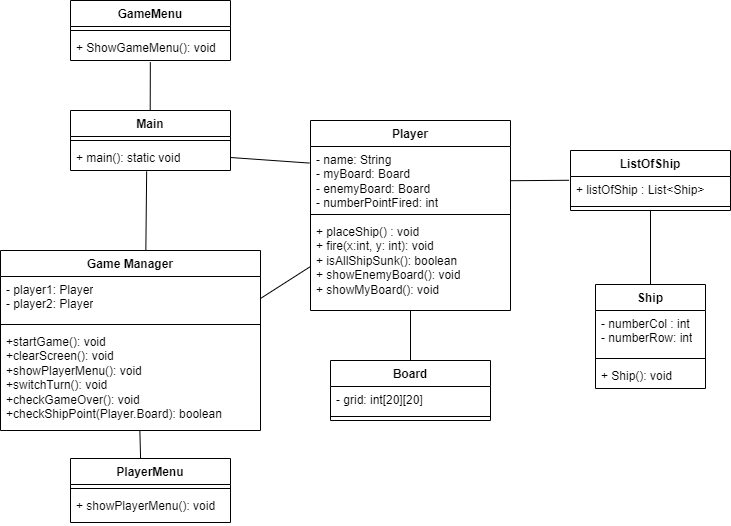 GameMenu
+ ShowGameMenu(): void
Main
+ main(): static void
Player
- name: String
- myBoard: Board
- enemyBoard: Board
- numberPointFired: int
+ placeShip() : void
+ fire(x:int, y: int): void
+ isAllShipSunk(): boolean
+ showEnemyBoard(): void
+ showMyBoard(): void
ListOfShip
+ listOfShip : List<Ship>
Game Manager
- player1: Player
- player2: Player
+startGame(): void
+clearScreen(): void
+showPlayerMenu(): void
+switchTurn(): void
+checkGameOver(): void
+checkShipPoint(Player.Board): boolean
Ship
- numberCol : int
- numberRow: int
+ Ship(): void
Board
- grid: int[20][20]
PlayerMenu
+ showPlayerMenu(): void